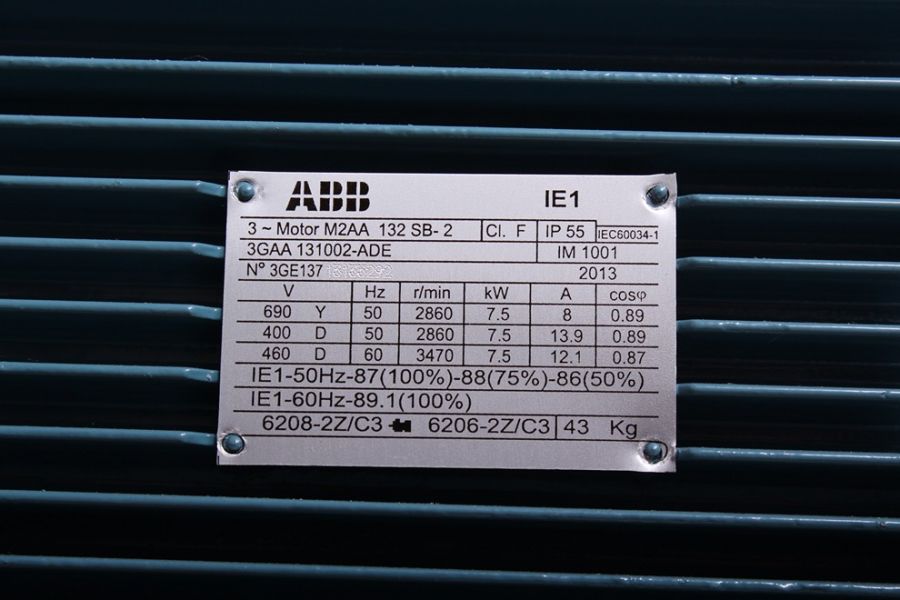 ABB IE1
3 ~ Motor M2AA 132 SB- 2 Cl. F IP 55 IEC60034-1
3GAA 131002-ADE IM 1001
Nº 3GE137 2013
V Hz r/min kW A cosφ
690 Y 50 2860 7.5 8 0.89
400 D 50 2860 7.5 13.9 0.89
460 D 60 3470 7.5 12.1 0.87
IE1-50Hz-87(100%)-88(75%)-86(50%)
IE1-60Hz-89.1(100%)
6208-2Z/C3 6206-2Z/C3 43 Kg